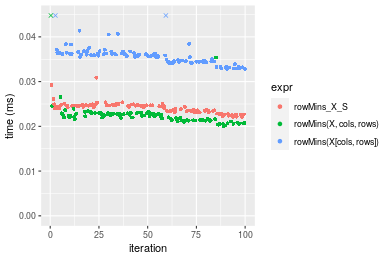 0.04
0.03
0.02
0.01
0.00
time (ms)
0
25
50
75
100
iteration
expr
rowMins_X_S
rowMins(X, cols, rows)
rowMins(X[cols, rows])